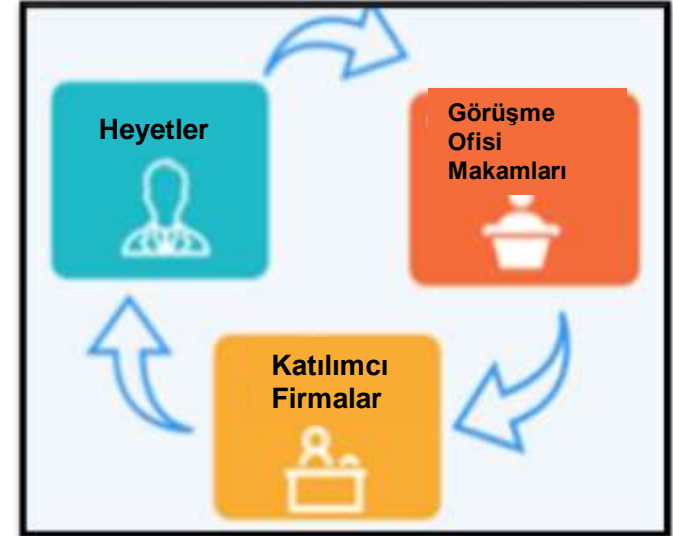 Heyetler
Görüşme
Ofisi
Makamları
Katılımcı
Firmalar